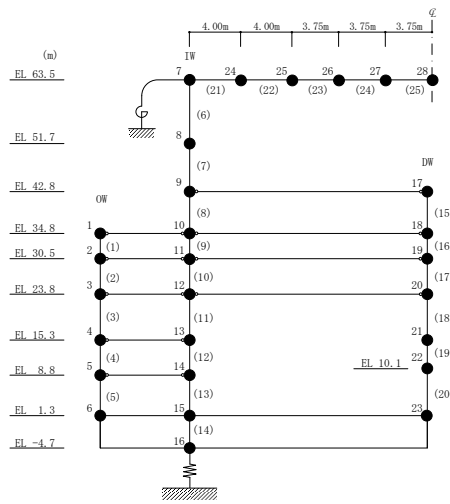 ℄
4.00m 4.00m 3.75m 3.75m 3.75m
(m) IW
EL 63.5 7 24 25 26 27 28
(21) (22) (23) (24) (25)
(6)
EL 51.7 8
(7) DW
EL 42.8 9 17
OW (8) (15
EL 34.8 1 10 18
(1) (9) (16
EL 30.5 2 11 19
(2) (10) (17
EL 23.8 3 12 20
(3) (11) (18
EL 15.3 4 13 21
(4) (12) (19
EL 10.1 22
EL 8.8 5 14
(5) (13) (20
EL 1.3 6 15 23
(14)
EL -4.7 16